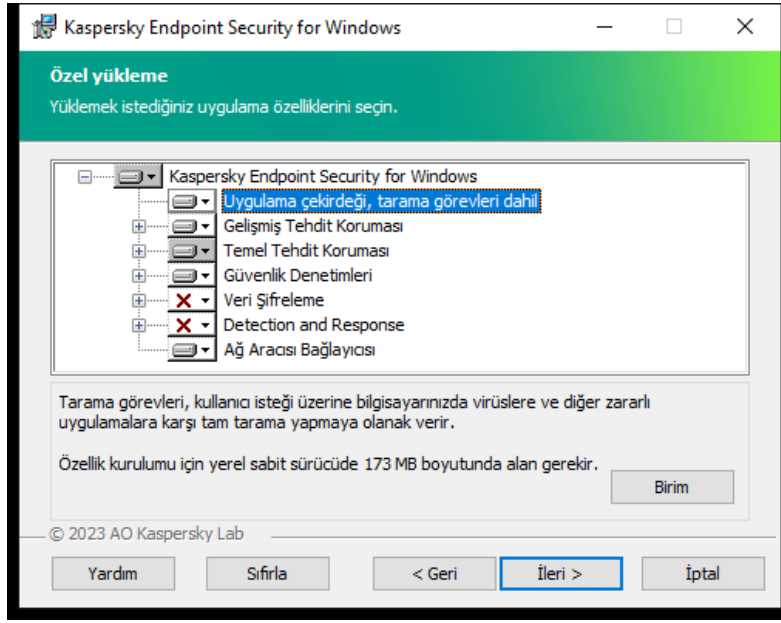 Kaspersky Endpoint Security for Windows
Özel yükleme
Yüklemek istediğiniz uygulama özelliklerini seçin.
Kaspersky Endpoint Security for Windows
Uygulama çekirdeği, tarama görevleri dahil
Gelişmiş Tehdit Koruması
Temel Tehdit Koruması
Güvenlik Denetimleri
Veri Şifreleme
Detection and Response
Ağ Aracısı Bağlayıcısı
Tarama görevleri, kullanıcı isteği üzerine bilgisayarınızda virüslere ve diğer zararlı
uygulamalara karşı tam tarama yapmaya olanak verir.
Özellik kurulumu için yerel sabit sürücüde 173 MB boyutunda alan gerekir.
Birim
© 2023 AO Kaspersky Lab
Yardım Sıfırla < Geri İleri > İptal